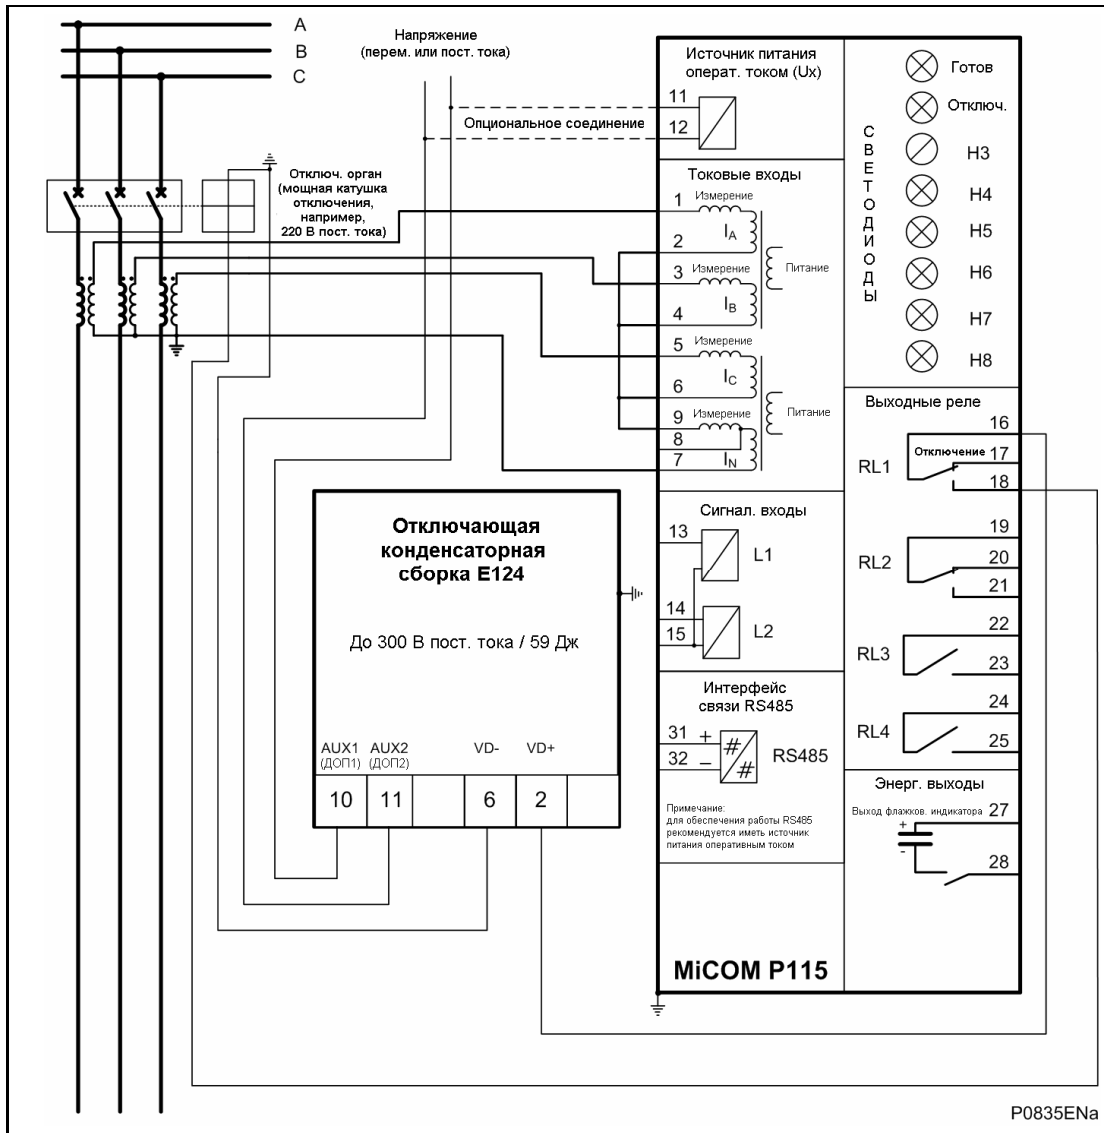 A
B
C
Напряжение
(перем. или пост. тока)
Опциональное соединение
Отключ. орган
(мощная катушка
отключения,
например,
220 В пост. тока)
Источник питания
операт. током (Ux)
11
12
Токовые входы
1 Измерение
IA
2
3 Измерение
Питание
IB
4
5 Измерение
IC
6
9 Измерение
Питание
8
7 IN
Сигнал. входы
13
L1
14
15
L2
Интерфейс
связи RS485
31 +
32 –
# / #
RS485
Примечание:
для обеспечения работы RS485
рекомендуется иметь источник
питания оперативным током
MiCOM P115
СВЕТОДИОДЫ
Готов
Отключ.
H3
H4
H5
H6
H7
H8
Выходные реле
16
Отключение 17
RL1
18
19
20
RL2
21
22
RL3
23
24
RL4
25
Энерг. выходы
Выход флажков. индикатора 27
+
-
28
Отключающая
конденсаторная
сборка E124
До 300 В пост. тока / 59 Дж
AUX1 AUX2 VD- VD+
(ДОП1) (ДОП2)
10 11 6 2
P0835ENa